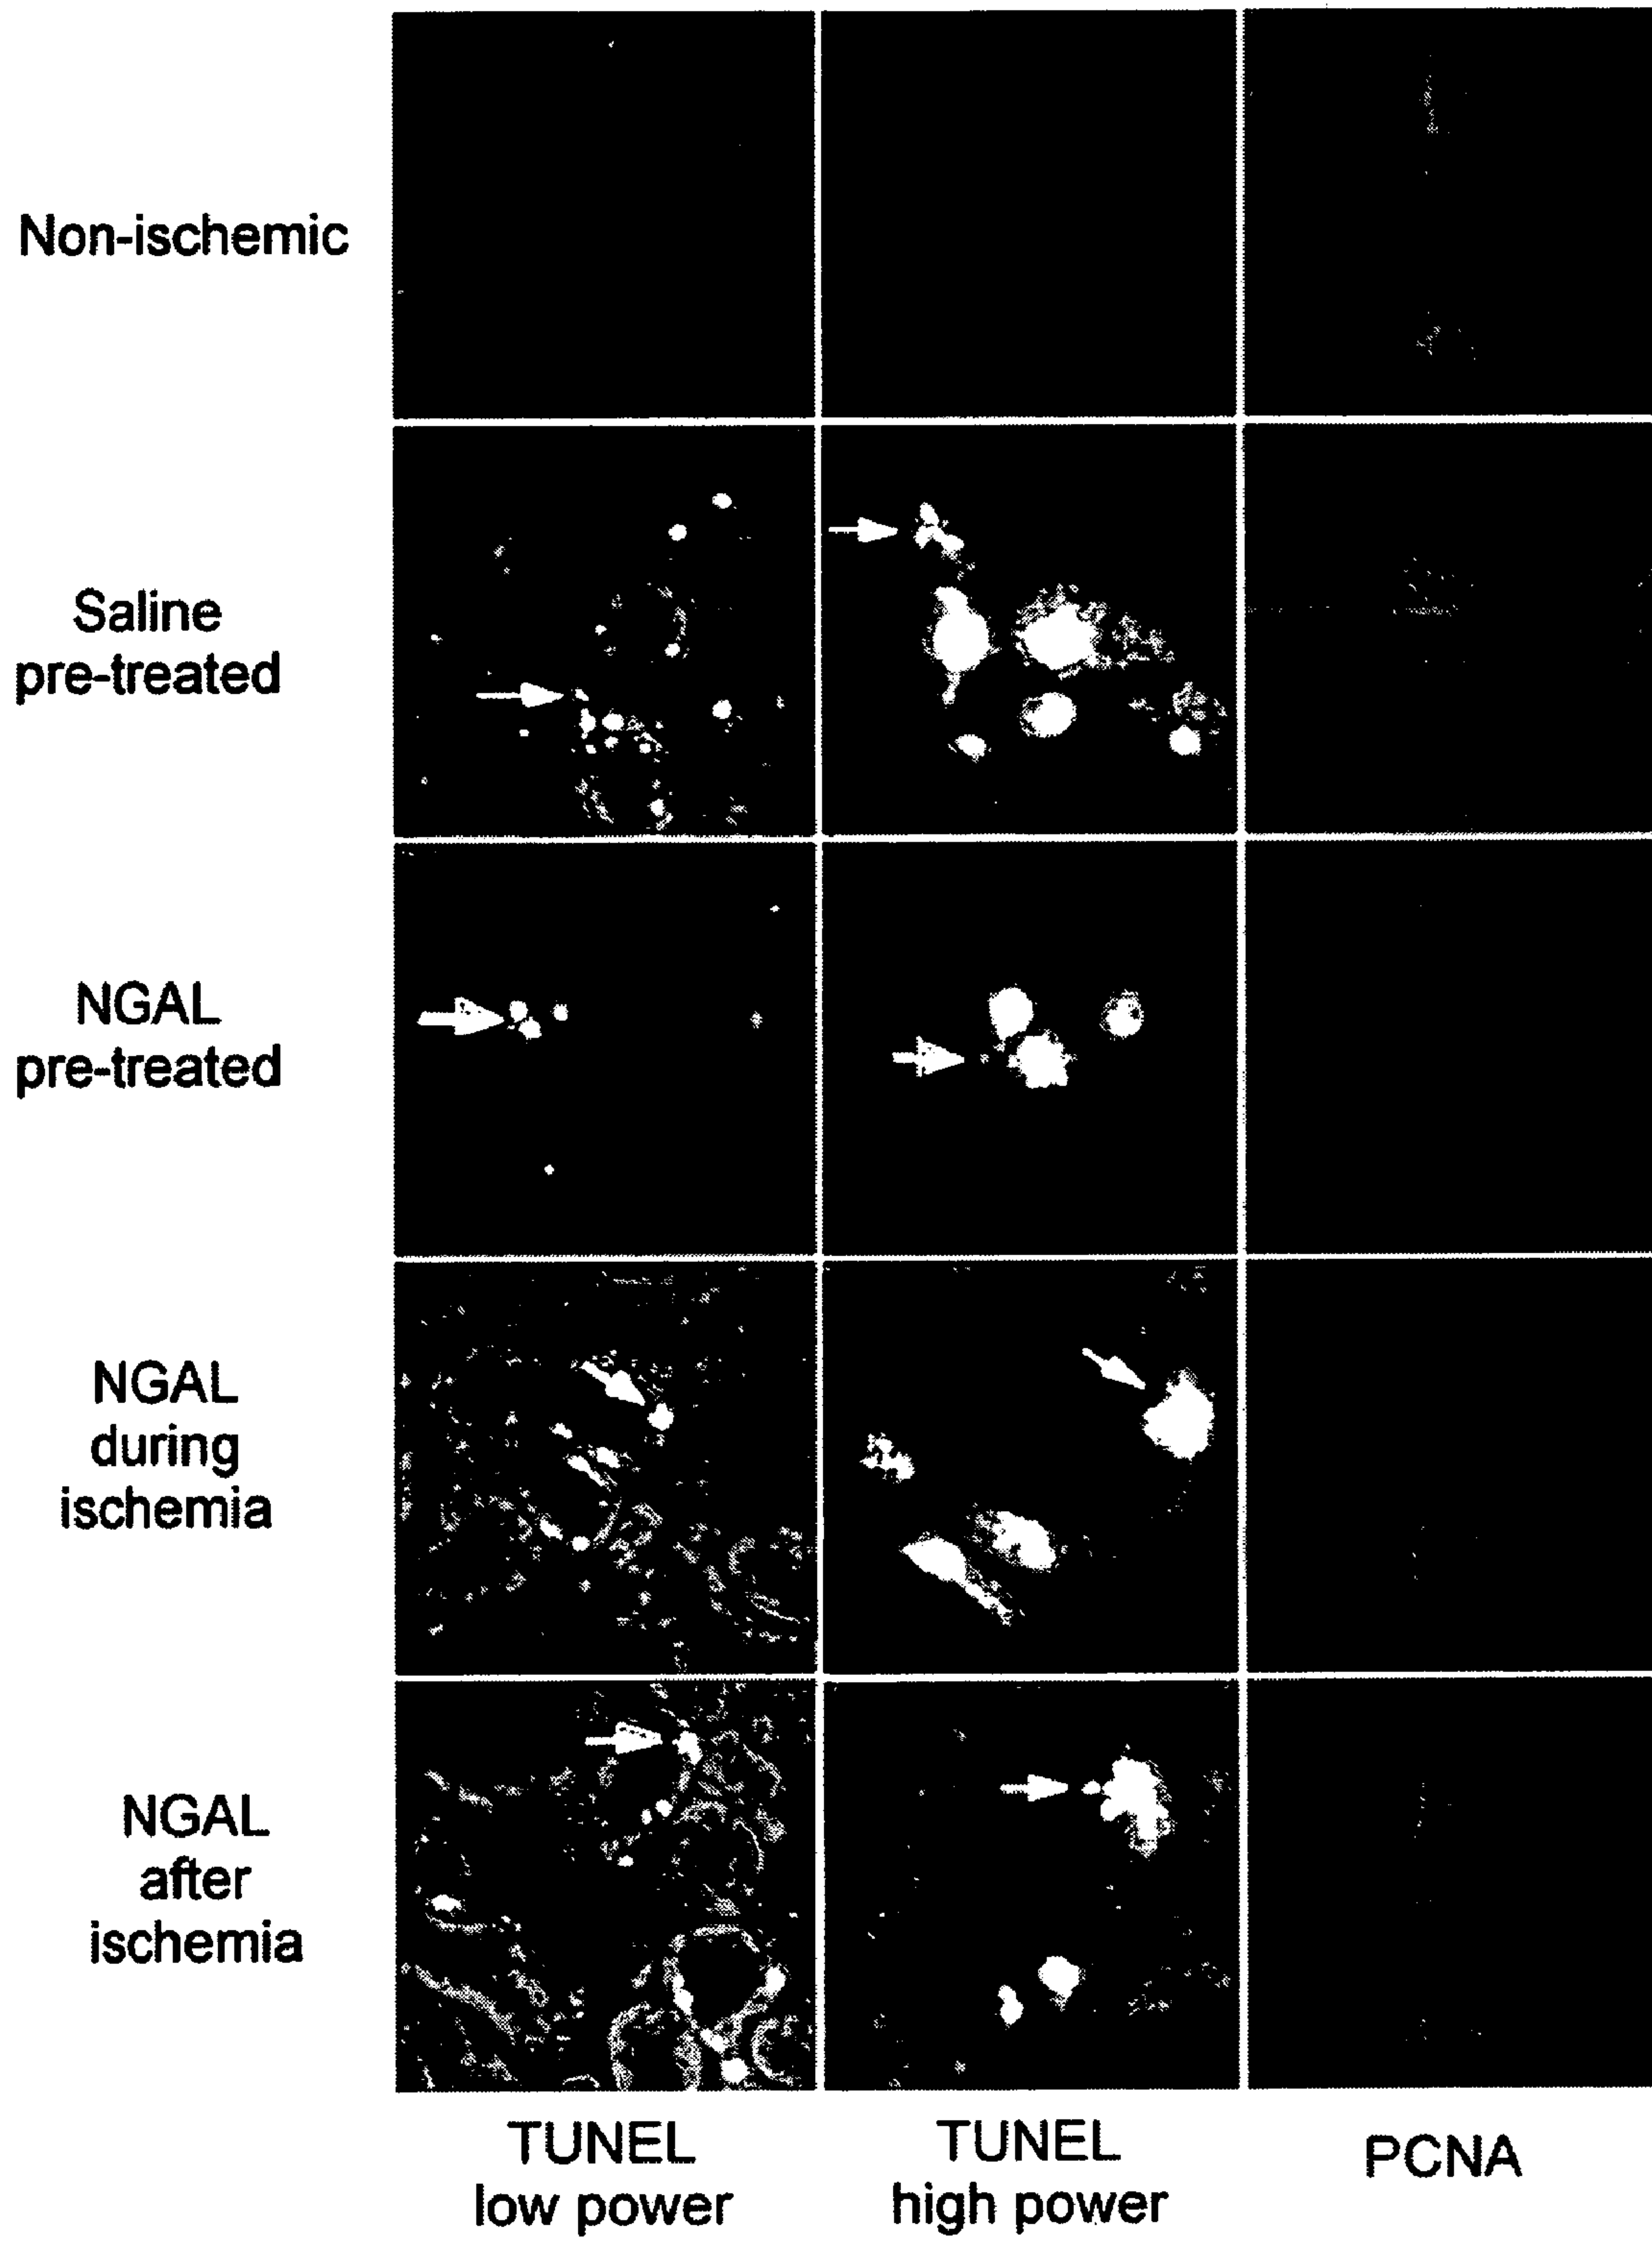 Non-ischemic
Saline
pre-treated
NGAL
pre-treated
NGAL
during
ischemia
NGAL
after
ischemia
TUNEL
low power
TUNEL
high power
PCNA